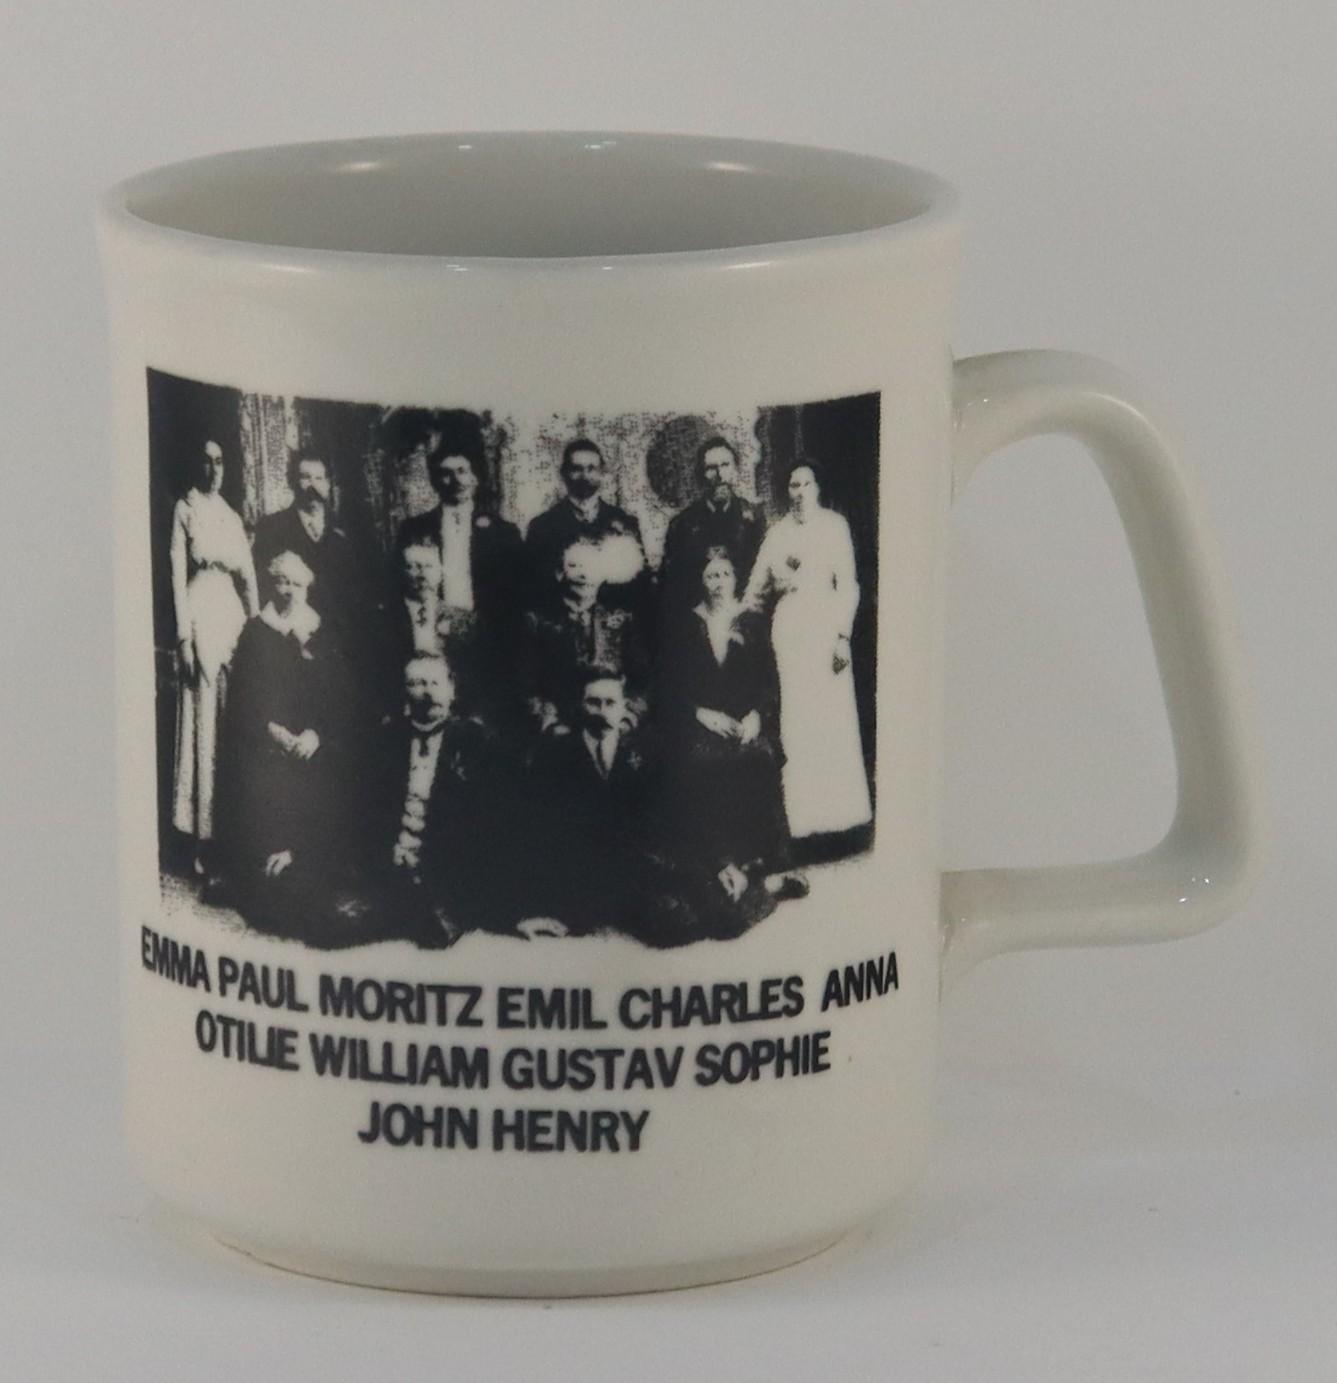 EMMA PAUL MORITZ EMIL CHARLES ANNA
OTILIE WILLIAM GUSTAV SOPHIE
JOHN HENRY